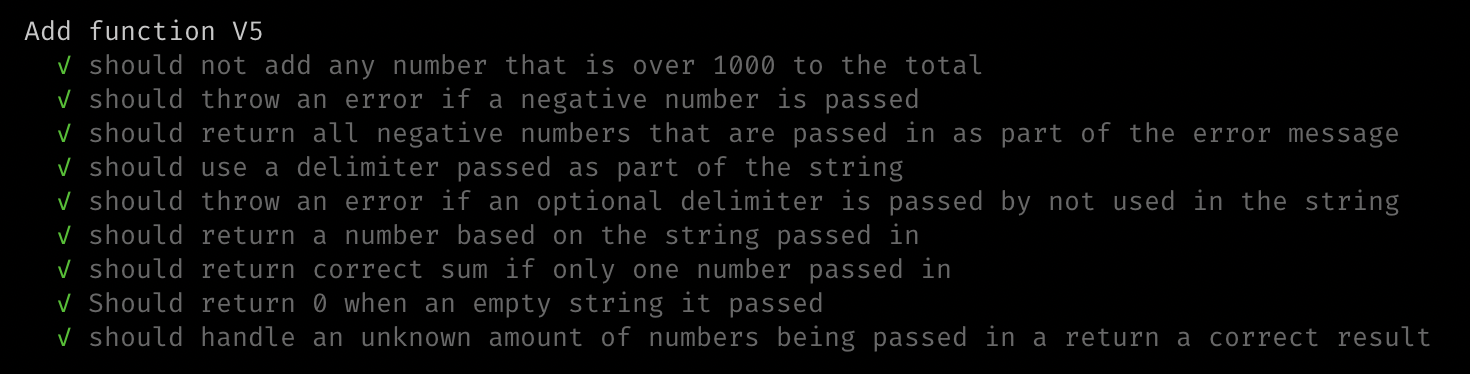 Add function V5
√ should not add any number that is over 1000 to the total
√ should throw an error if a negative number is passed
√ should return all negative numbers that are passed in as part of the error message
√ should use a delimiter passed as part of the string
√ should throw an error if an optional delimiter is passed by not used in the string
√ should return a number based on the string passed in
√ should return correct sum if only one number passed in
√ Should return 0 when an empty string it passed
√ should handle an unknown amount of numbers being passed in a return a correct result